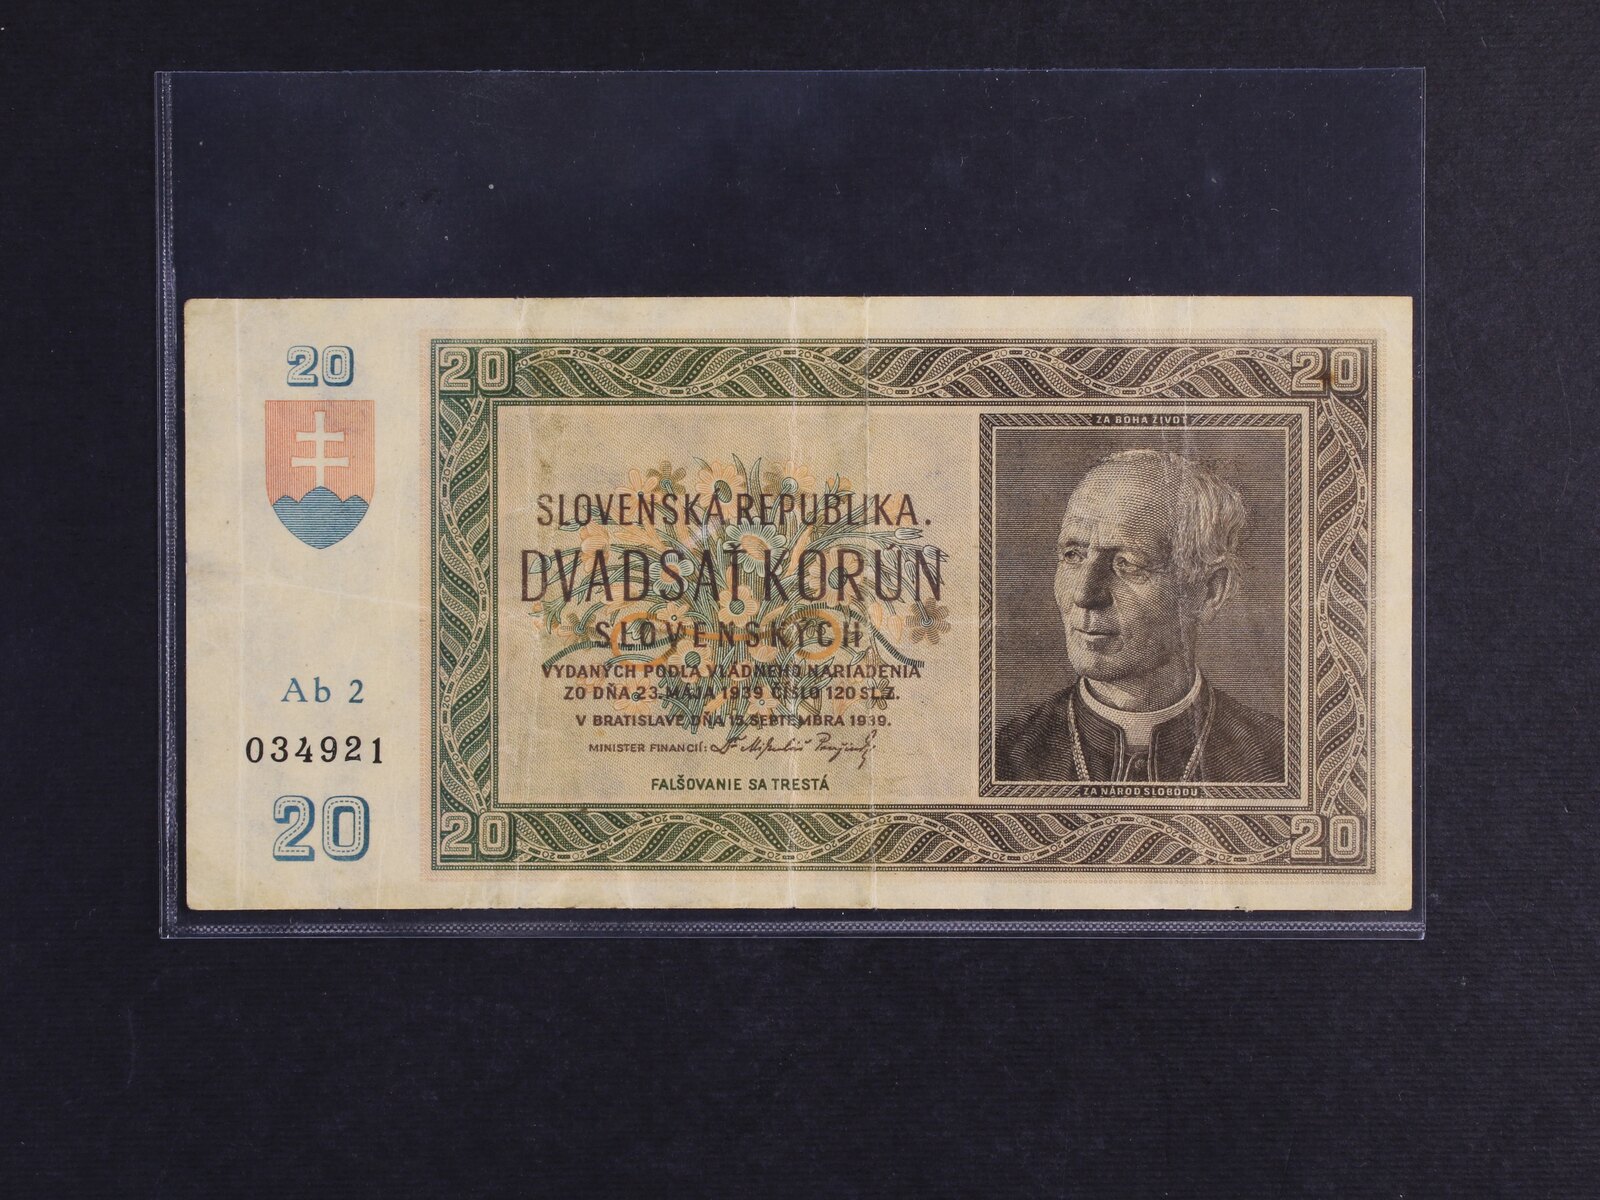 20
Ab 2
034921
20
20
20
SLOVENSKÁ REPUBLIKA.
DVADSAŤ KORÚN
SLOVENSKÝCH
VYDANÝCH PODĽA VLÁDNEHO NARIADENIA
ZO DŇA 23. MÁJA 1939 ČÍSLO 120 SL. Z.
V BRATISLAVE DŇA 15. SEPTEMBRA 1939.
MINISTER FINANCIÍ:
FALŠOVANIE SA TRESTÁ
ZA BOHA ŽIVOT
ZA NÁROD SLOBODU
20
20